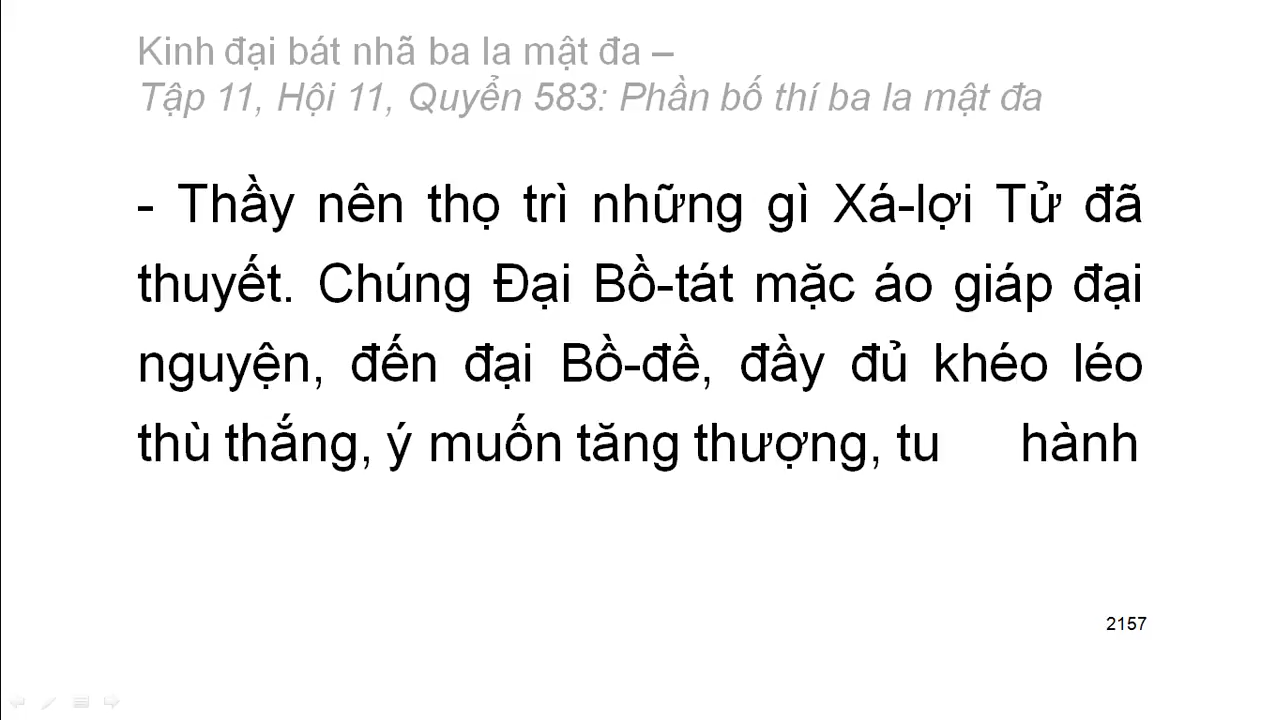 Kinh đại bát nhã ba la mật đa –
Tập 11, Hội 11, Quyển 583: Phần bố thí ba la mật đa
- Thầy nên thọ trì những gì Xá-lợi Tử đã
thuyết. Chúng Đại Bồ-tát mặc áo giáp đại
nguyện, đến đại Bồ-đề, đầy đủ khéo léo
thù thắng, ý muốn tăng thượng, tu hành
2157